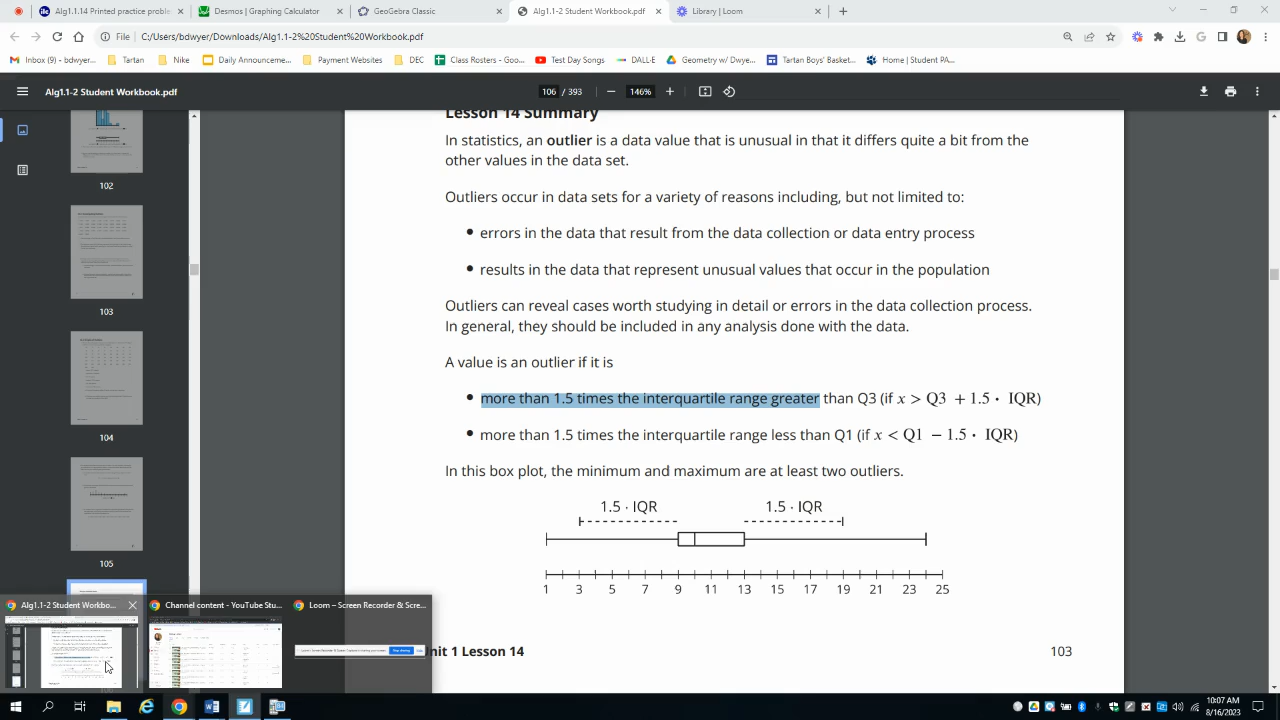 Alg1.1.14 Printed practice proble
Desmos | Graphing Calculator
GeoGebra Classic
Alg1.1-2 Student Workbook.pdf
Library | Loom
File
C:/Users/bdwyer/Downloads/Alg1.1-2%20Student%20Workbook.pdf
Inbox (9) - bdwyer...
Tartan
Nike
Daily Announceme...
Payment Websites
DEC
Class Rosters - Goo...
Test Day Songs
DALL·E
Geometry w/ Dwye...
Tartan Boys' Basket...
Home | Student PA...
Alg1.1-2 Student Workbook.pdf
106 / 393
146%
102
103
104
105
Lesson 14 Summary
In statistics, an outlier is a data value that is unusual in that it differs quite a bit from the
other values in the data set.
Outliers occur in data sets for a variety of reasons including, but not limited to:
• errors in the data that result from the data collection or data entry process
• results in the data that represent unusual values that occur in the population
Outliers can reveal cases worth studying in detail or errors in the data collection process.
In general, they should be included in any analysis done with the data.
A value is an outlier if it is
• more than 1.5 times the interquartile range greater than Q3 (if x > Q3 + 1.5 · IQR)
• more than 1.5 times the interquartile range less than Q1 (if x < Q1 − 1.5 · IQR)
In this box plot, the minimum and maximum are at least two outliers.
1.5 · IQR 1.5 · IQR
1 3 5 7 9 11 13 15 17 19 21 23 25
nit 1 Lesson 14
103
Alg1.1-2 Student Workbo...
Channel content - YouTube Stu...
Loom – Screen Recorder & Scre...
10:07 AM
8/16/2023